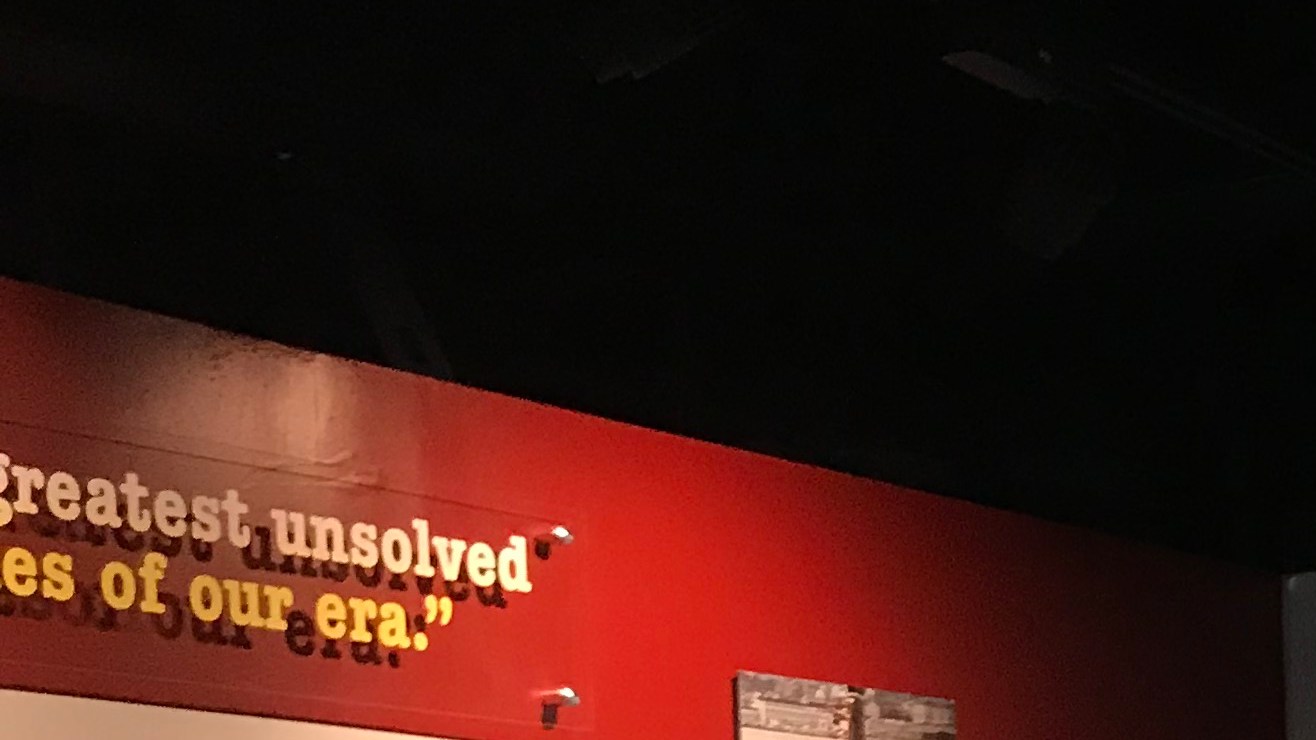 greatest unsolved
es of our era.”